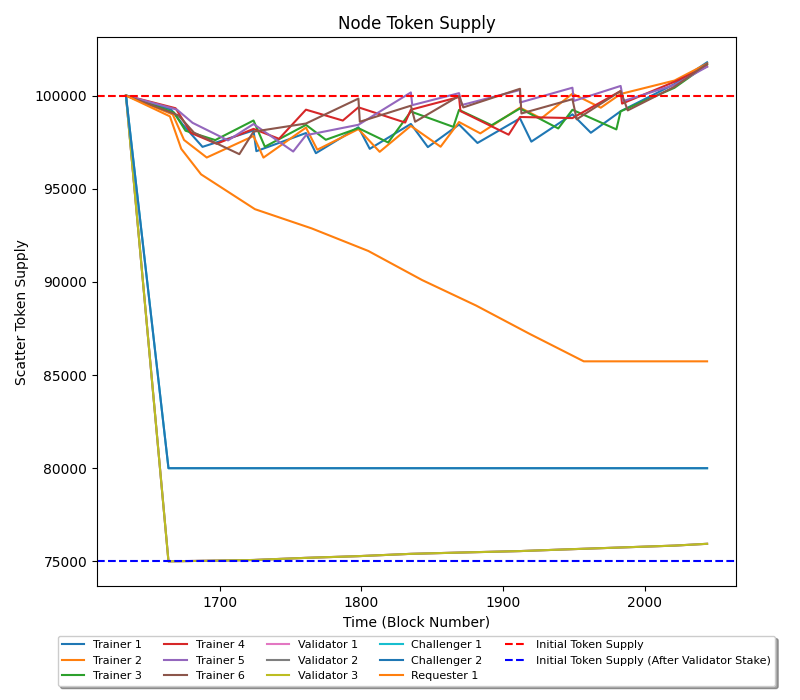 Node Token Supply
Scatter Token Supply
100000
95000
90000
85000
80000
75000
1700
1800
1900
2000
Time (Block Number)
Trainer 1
Trainer 2
Trainer 3
Trainer 4
Trainer 5
Trainer 6
Validator 1
Validator 2
Validator 3
Challenger 1
Challenger 2
Requester 1
Initial Token Supply
Initial Token Supply (After Validator Stake)